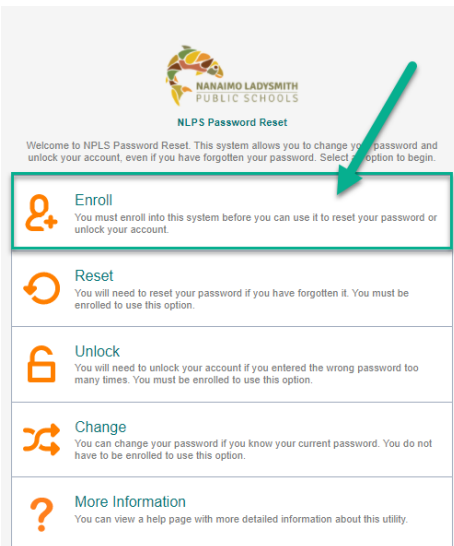 NANAIMO LADYSMITH
PUBLIC SCHOOLS
NLPS Password Reset
Welcome to NPLS Password Reset. This system allows you to change password and
unlock your account, even if you have forgotten your password. Select option to begin.
Enroll
You must enroll into this system before you can use it to reset your password or
unlock your account.
Reset
You will need to reset your password if you have forgotten it. You must be
enrolled to use this option.
Unlock
You will need to unlock your account if you entered the wrong password too
many times. You must be enrolled to use this option.
Change
You can change your password if you know your current password. You do not
have to be enrolled to use this option.
More Information
You can view a help page with more detailed information about this utility.